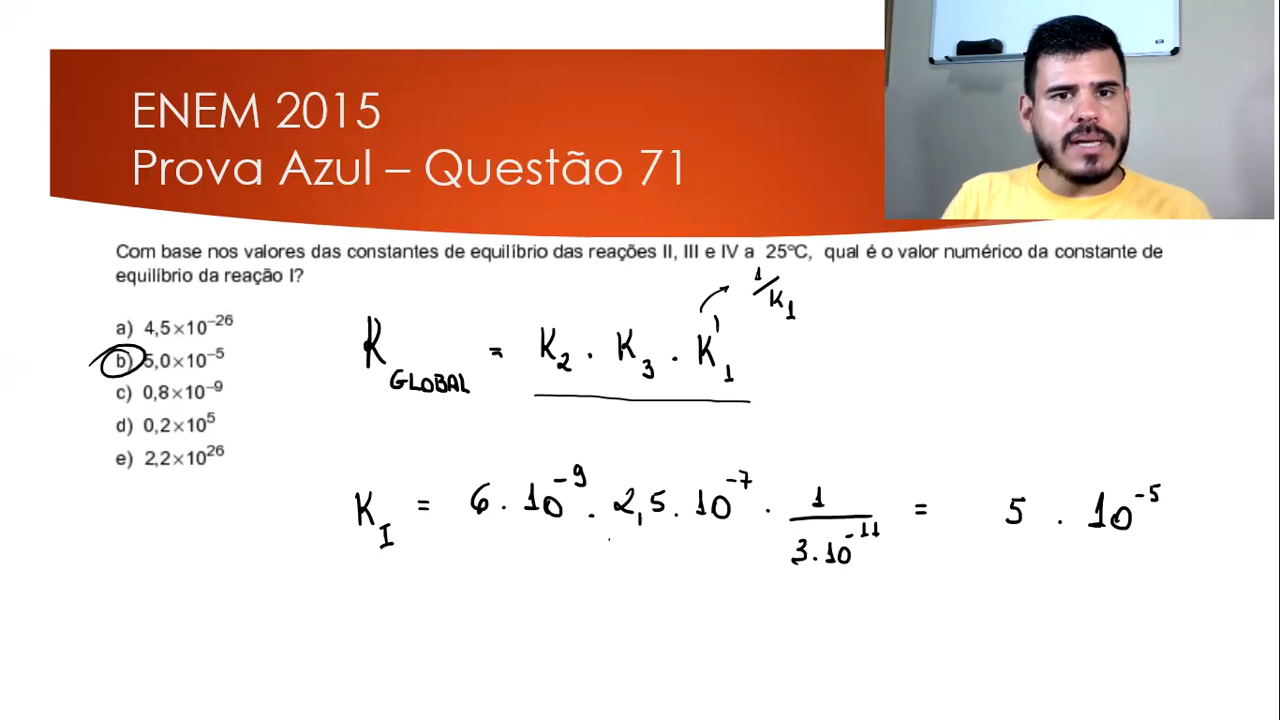 ENEM 2015
Prova Azul – Questão 71
Com base nos valores das constantes de equilíbrio das reações II, III e IV a 25ºC, qual é o valor numérico da constante de
equilíbrio da reação I?
a) 4,5×10⁻²⁶
b) 5,0×10⁻⁵
c) 0,8×10⁻⁹
d) 0,2×10⁵
e) 2,2×10²⁶
1/K₁
K GLOBAL = K₂ . K₃ . K₁'
K_I = 6 . 10⁻⁹ . 2,5 . 10⁻⁷ . 1/(3 . 10⁻¹¹) = 5 . 10⁻⁵